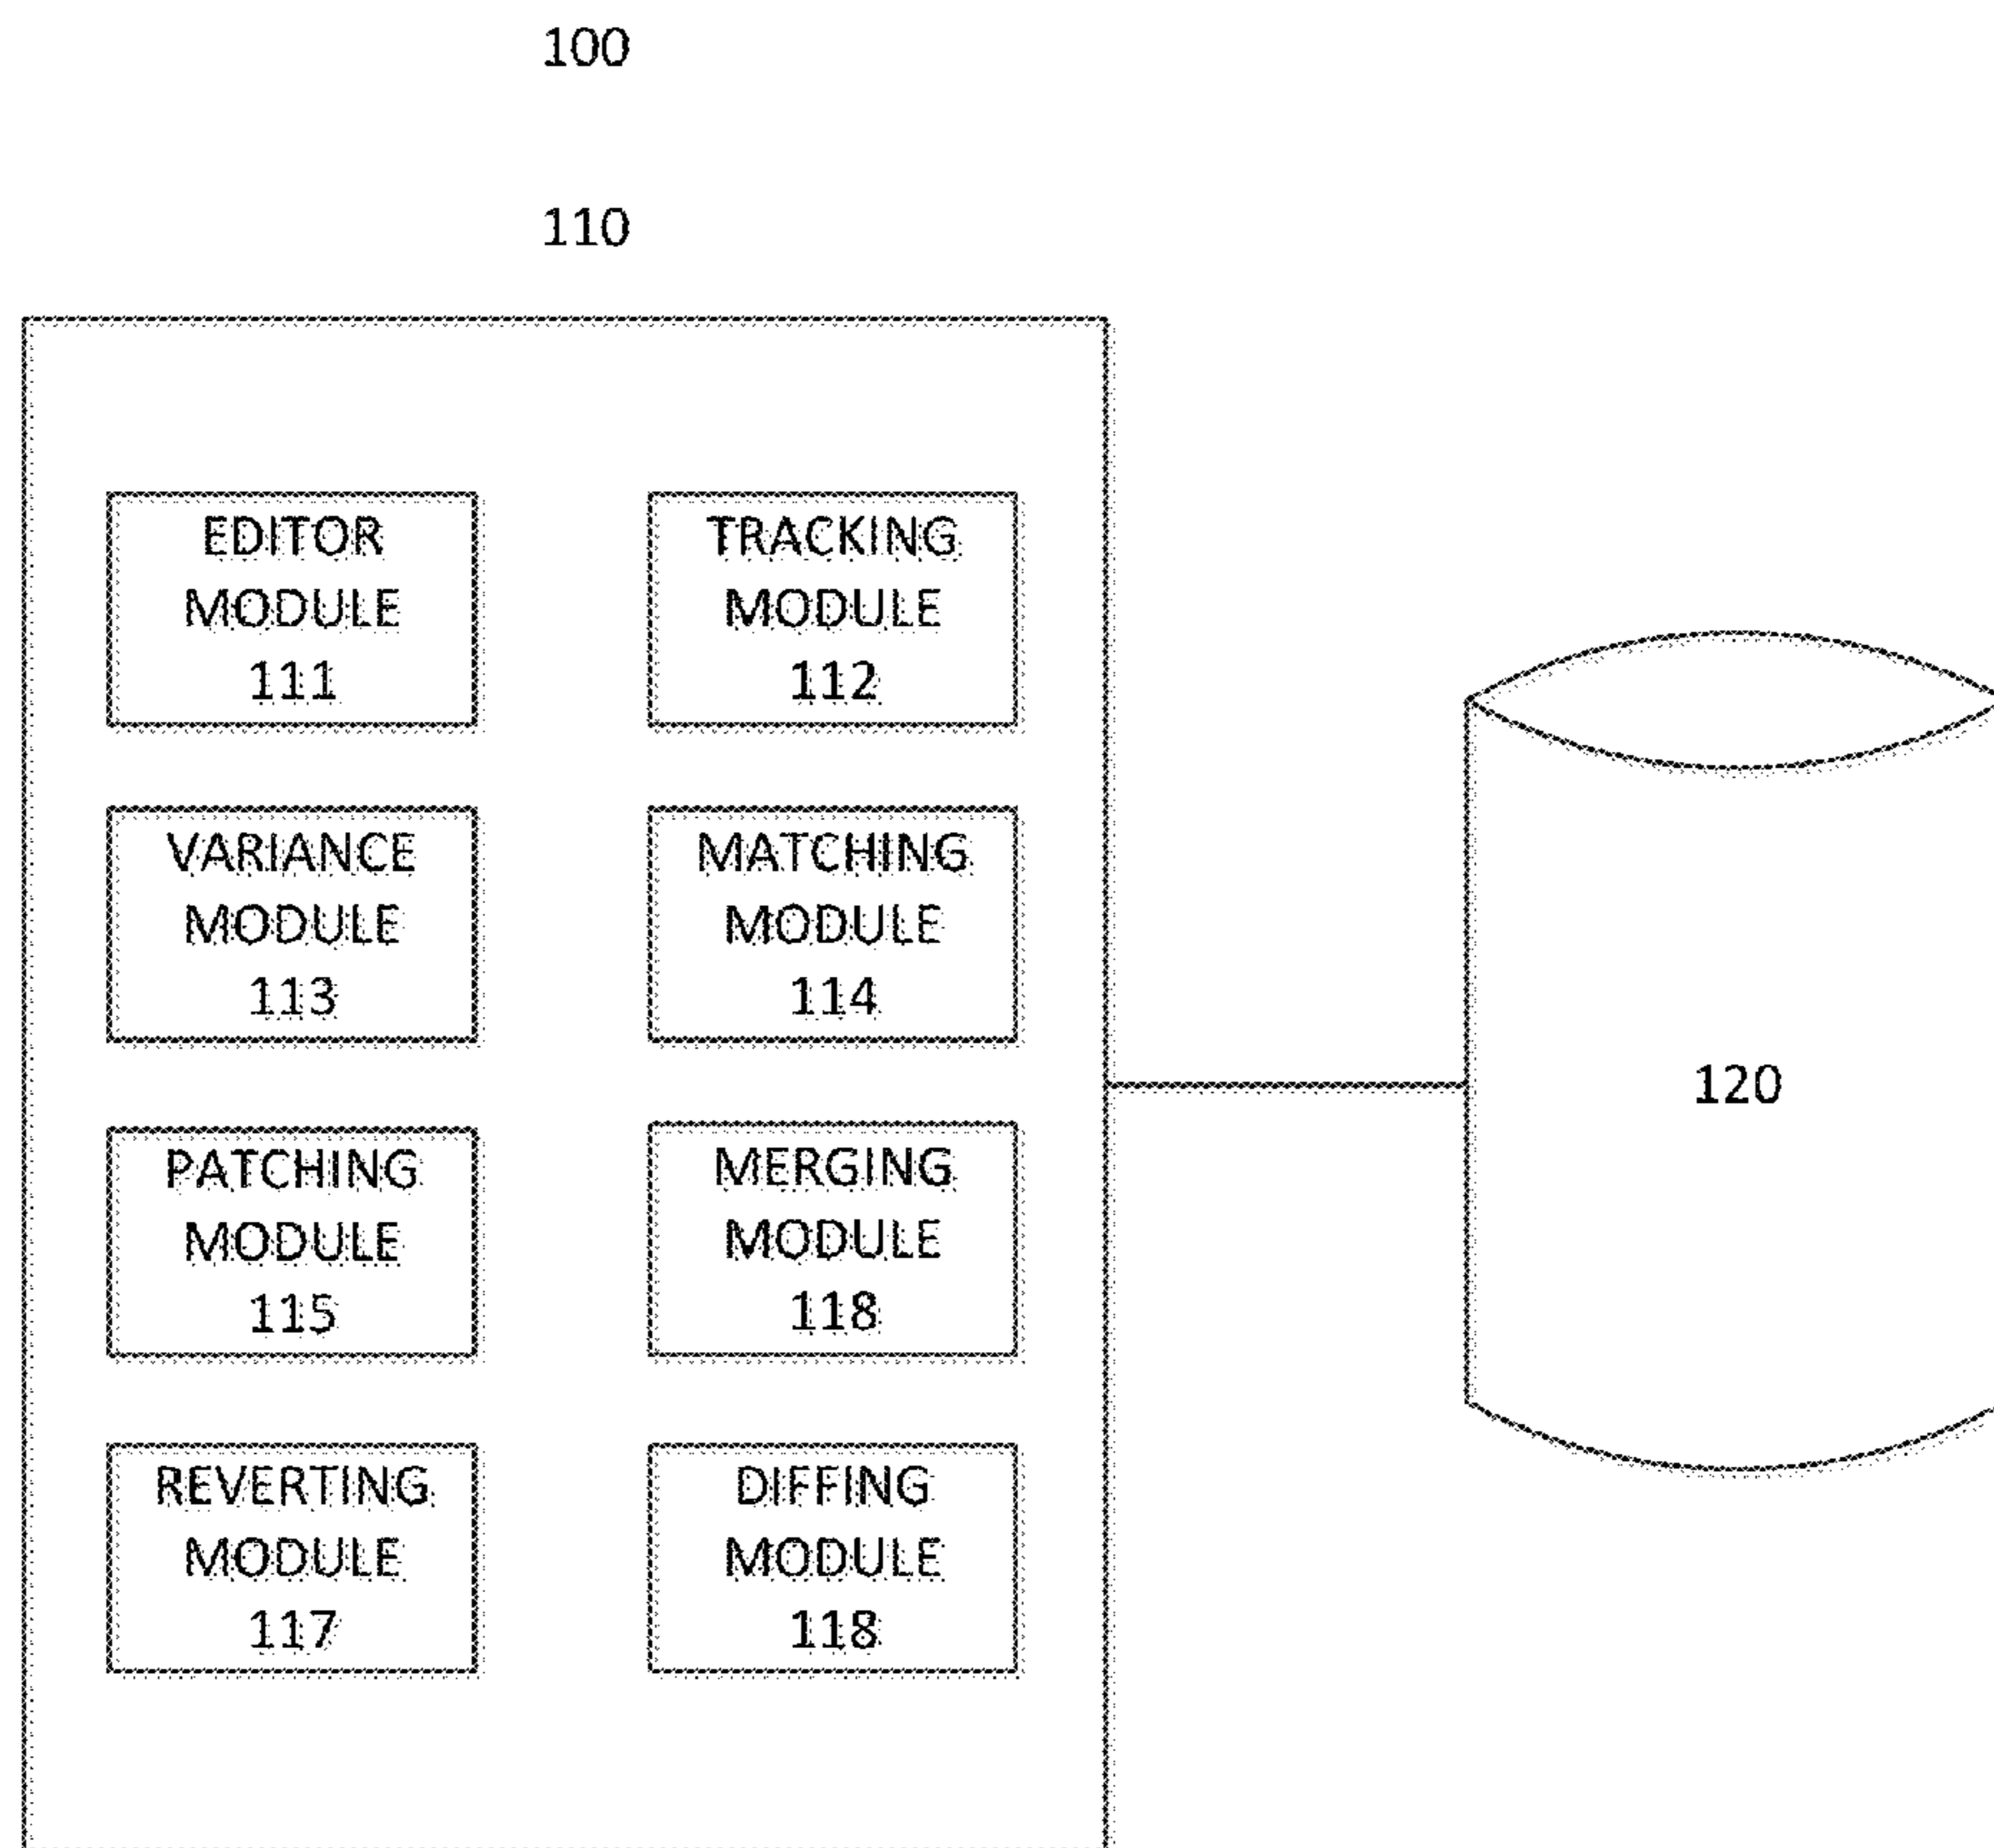 100
110
EDITOR
MODULE
111
TRACKING
MODULE
112
VARIANCE
MODULE
113
MATCHING
MODULE
114
PATCHING
MODULE
115
MERGING
MODULE
118
REVERTING
MODULE
117
DIFFING
MODULE
118
120